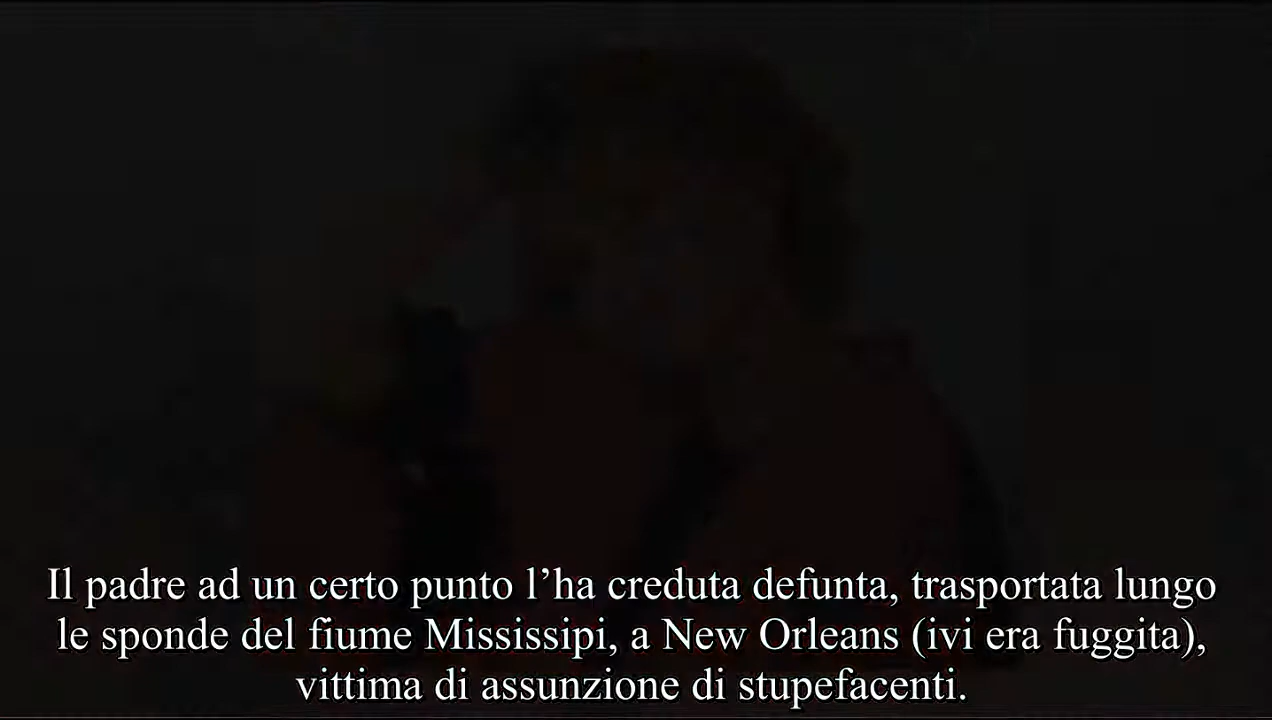 Il padre ad un certo punto l’ha creduta defunta, trasportata lungo
le sponde del fiume Mississipi, a New Orleans (ivi era fuggita),
vittima di assunzione di stupefacenti.